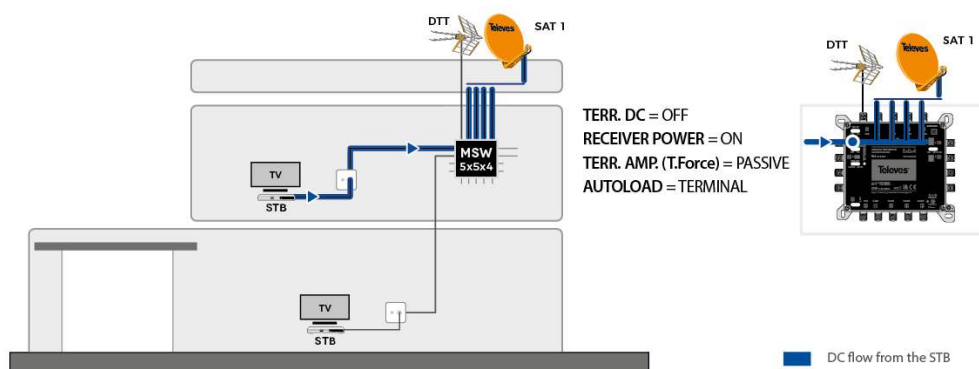 DTT
SAT 1
Televes
MSW
5x5x4
TV
STB
TV
STB
TERR. DC = OFF
RECEIVER POWER = ON
TERR. AMP. (T.Force) = PASSIVE
AUTOLOAD = TERMINAL
DTT
SAT 1
Televes
Televes
DC flow from the STB